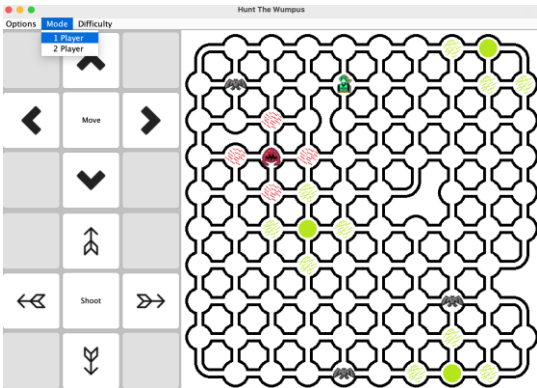 Hunt The Wumpus
Options Mode Difficulty
1 Player
2 Player
Move
Shoot